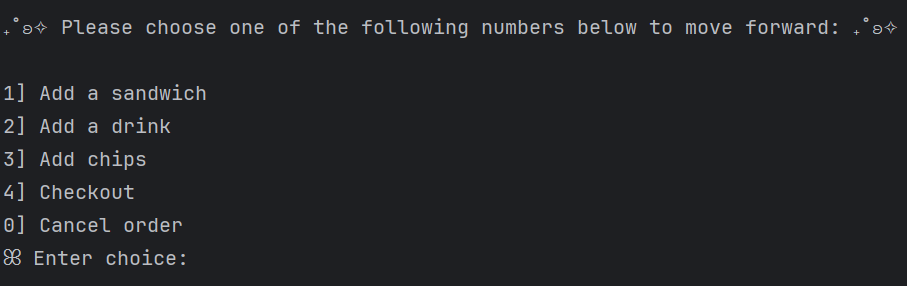 ₊˚ʚ✧ Please choose one of the following numbers below to move forward: ₊˚ʚ✧
1] Add a sandwich
2] Add a drink
3] Add chips
4] Checkout
0] Cancel order
ꕤ Enter choice: